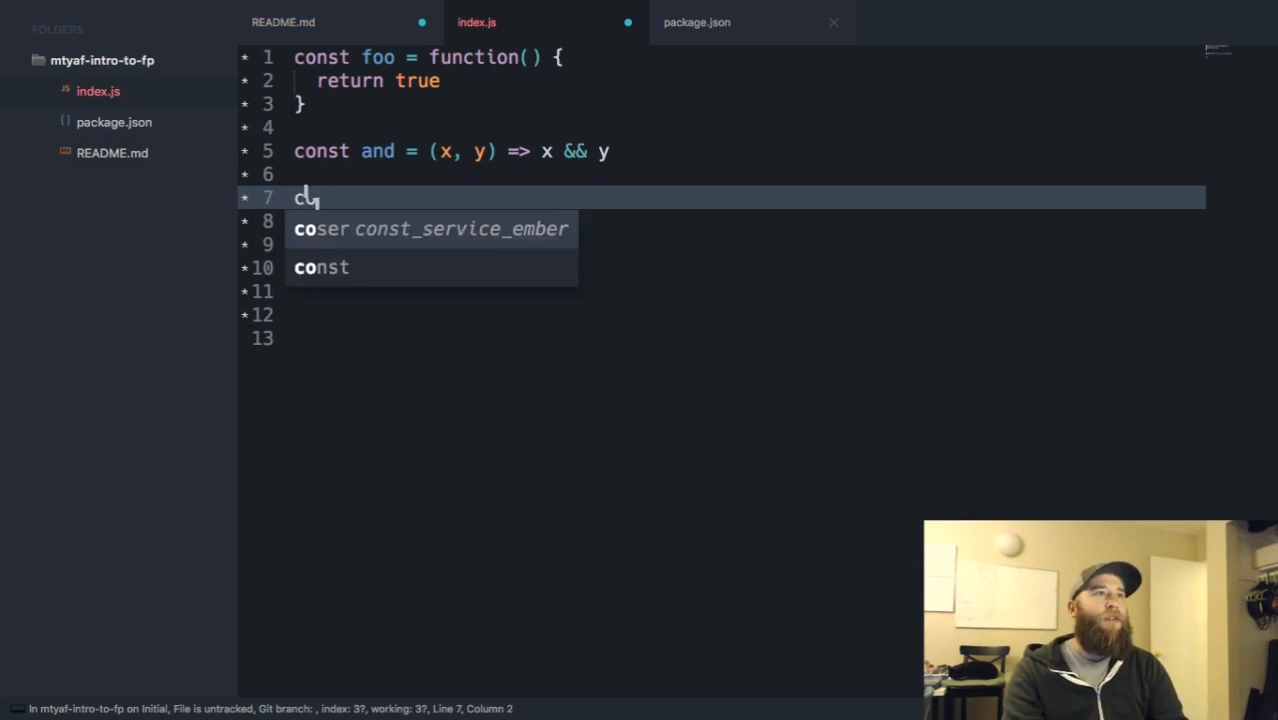 FOLDERS
mtyaf-intro-to-fp
index.js
package.json
README.md
README.md
index.js
package.json
1 const foo = function() {
2 return true
3 }
4
5 const and = (x, y) => x && y
6
7
8
9
10
11
12
13
coser const_service_ember
const
In mtyaf-intro-to-fp on Initial, File is untracked, Git branch: , index: 3?, working: 3?, Line 7, Column 2